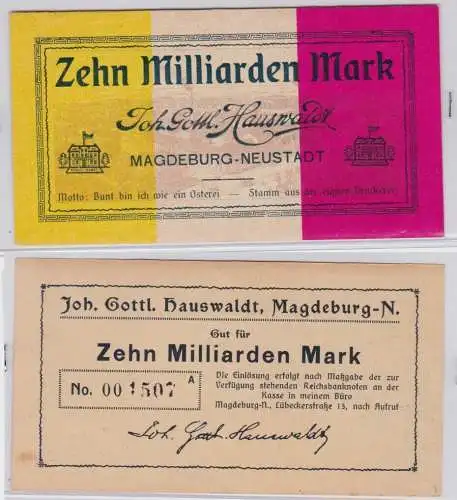 Zehn Milliarden Mark
Joh. Gottl. Hauswaldt
MAGDEBURG-NEUSTADT
Motto: Bunt bin ich wie ein Osterei — Stamm aus der eignen Druckerei
Joh. Gottl. Hauswaldt, Magdeburg-N.
Gut für
Zehn Milliarden Mark
Die Einlösung erfolgt nach Maßgabe der zur
Verfügung stehenden Reichsbanknoten an der
Kasse in meinem Büro
Magdeburg-N., Lübeckerstraße 13, nach Aufruf
A
No. 001507
Joh. Gottl. Hauswaldt